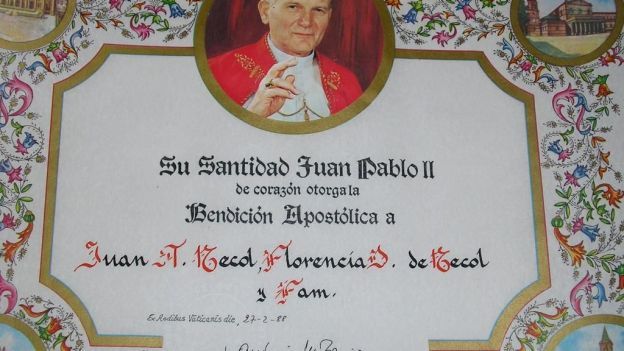 Su Santidad Juan Pablo II
de corazón otorga la
Bendición Apostólica a
Juan A. Necol, Florencia D. de Necol
y Fam.
Ex Aedibus Vaticanis die, 27-2-88